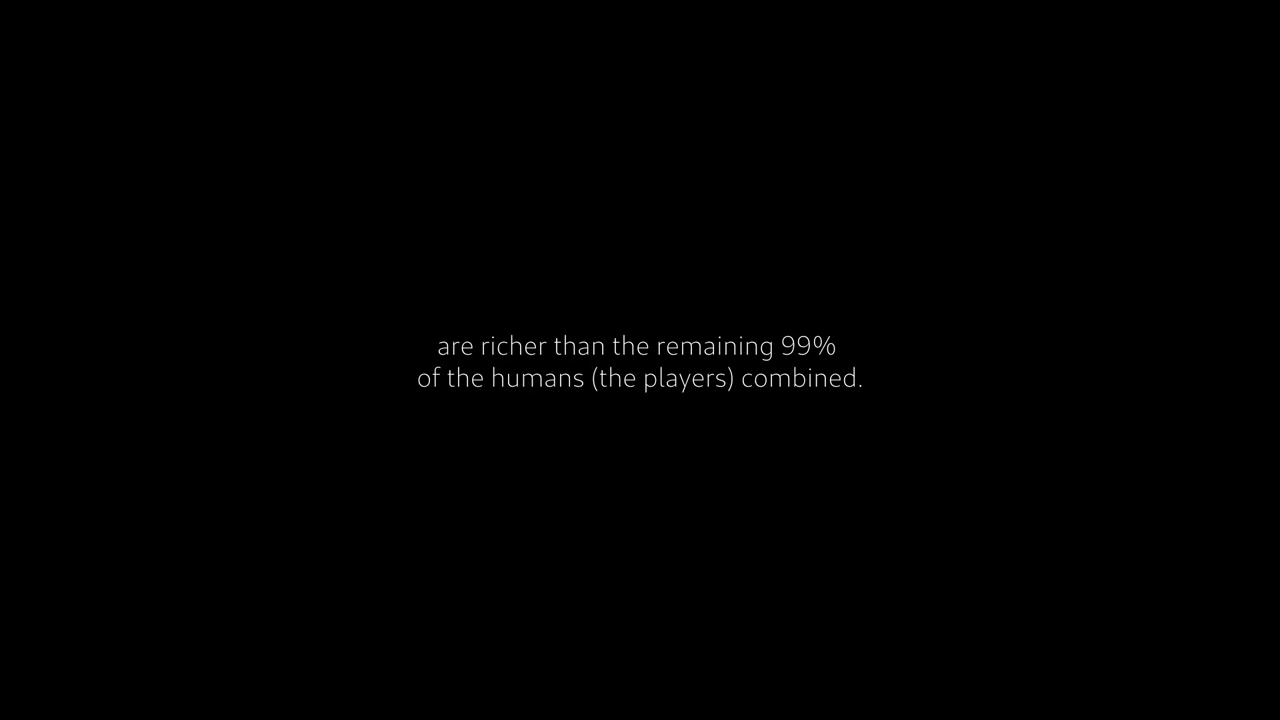 are richer than the remaining 99%
of the humans (the players) combined.